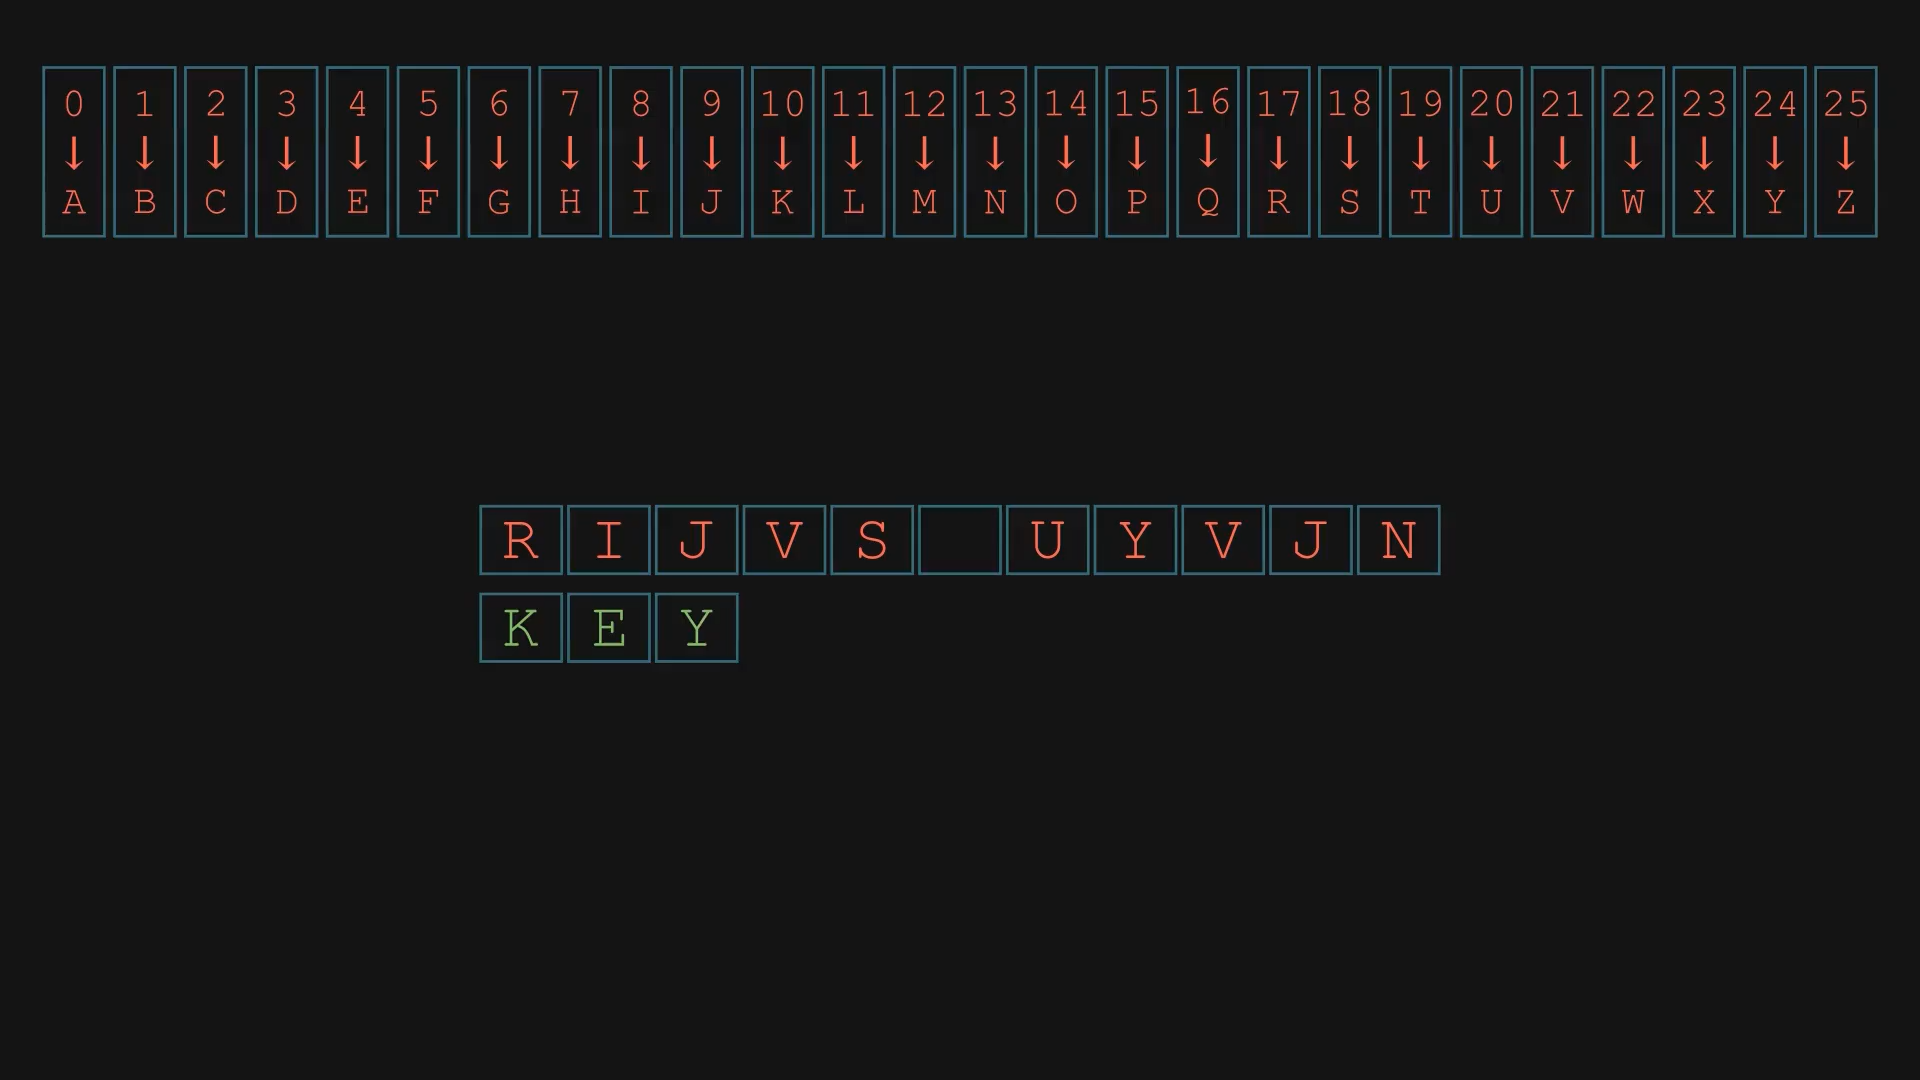 0 1 2 3 4 5 6 7 8 9 10 11 12 13 14 15 16 17 18 19 20 21 22 23 24 25
↓ ↓ ↓ ↓ ↓ ↓ ↓ ↓ ↓ ↓ ↓ ↓ ↓ ↓ ↓ ↓ ↓ ↓ ↓ ↓ ↓ ↓ ↓ ↓ ↓ ↓
A B C D E F G H I J K L M N O P Q R S T U V W X Y Z
R I J V S U Y V J N
K E Y